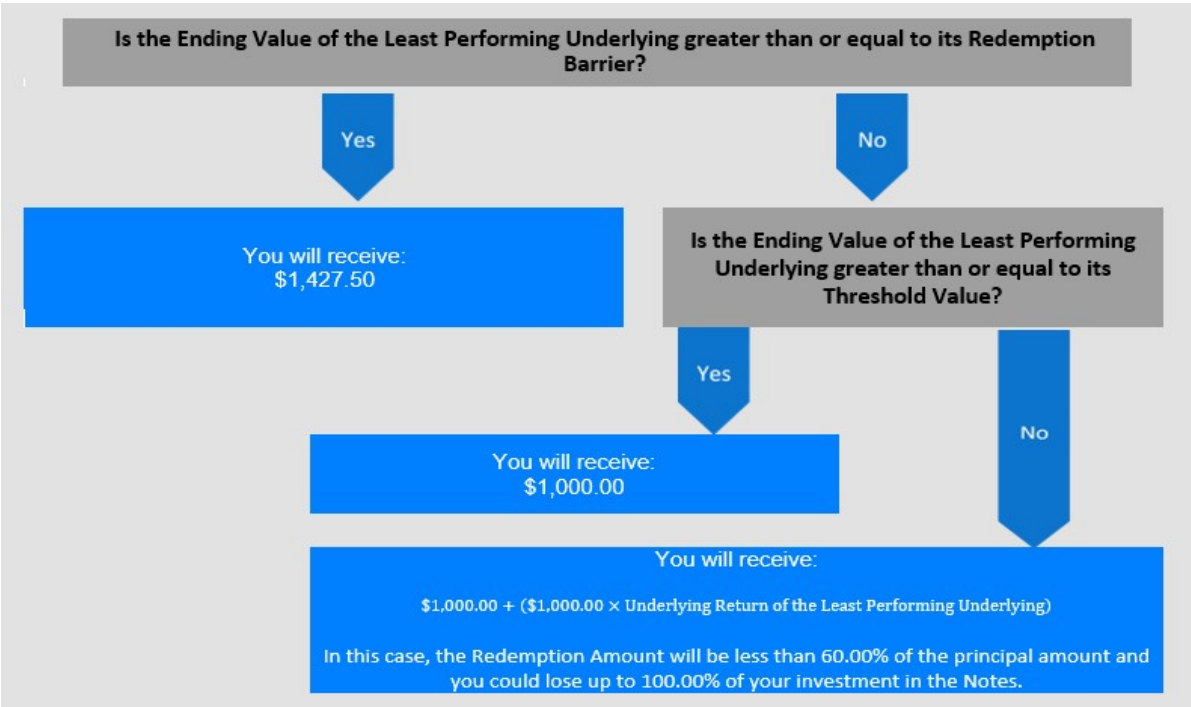 Is the Ending Value of the Least Performing Underlying greater than or equal to its Redemption
Barrier?
Yes
No
You will receive:
$1,427.50
Is the Ending Value of the Least Performing
Underlying greater than or equal to its
Threshold Value?
Yes
No
You will receive:
$1,000.00
You will receive:
$1,000.00 + ($1,000.00 × Underlying Return of the Least Performing Underlying)
In this case, the Redemption Amount will be less than 60.00% of the principal amount and
you could lose up to 100.00% of your investment in the Notes.